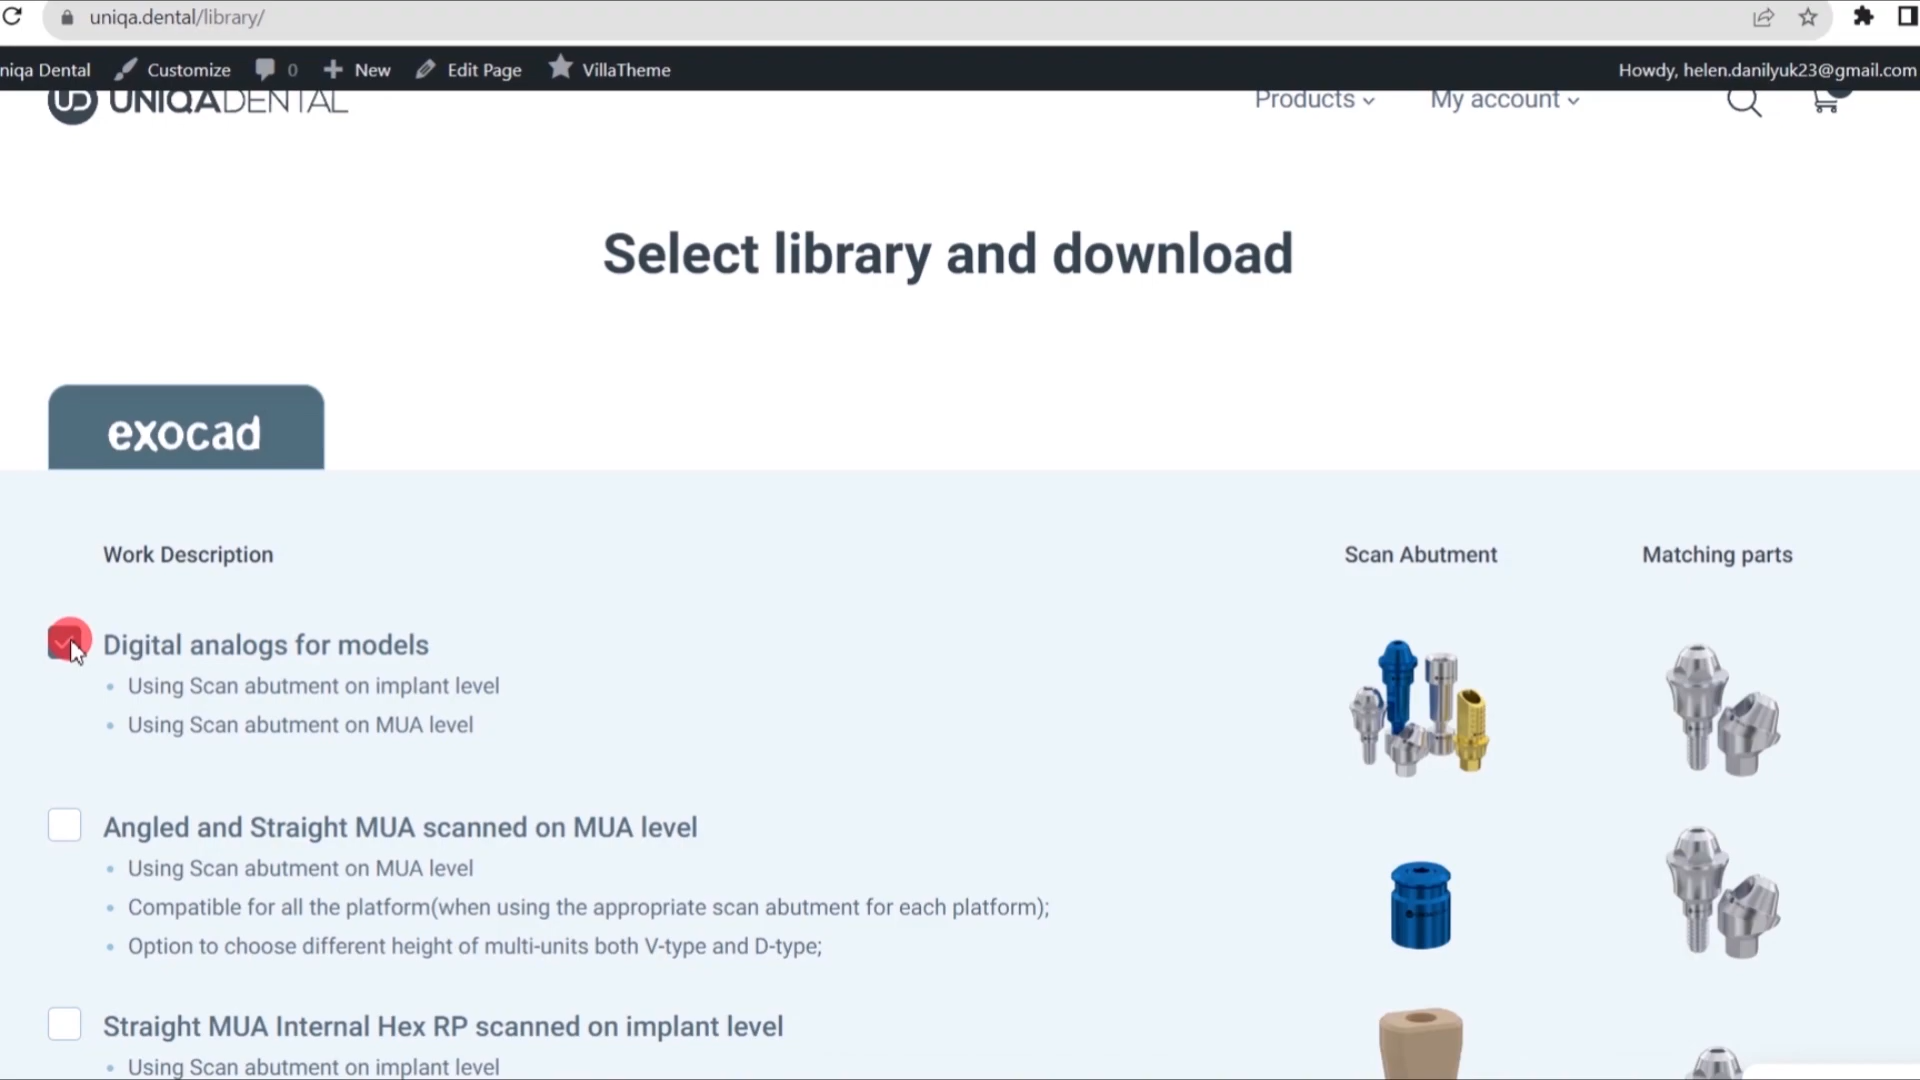 uniqa.dental/library/
niqa Dental Customize 0 New Edit Page VillaTheme Howdy, helen.danilyuk23@gmail.com
UD UNIQADENTAL Products My account
Select library and download
exocad
Work Description Scan Abutment Matching parts
Digital analogs for models
• Using Scan abutment on implant level
• Using Scan abutment on MUA level
Angled and Straight MUA scanned on MUA level
• Using Scan abutment on MUA level
• Compatible for all the platform(when using the appropriate scan abutment for each platform);
• Option to choose different height of multi-units both V-type and D-type;
Straight MUA Internal Hex RP scanned on implant level
• Using Scan abutment on implant level